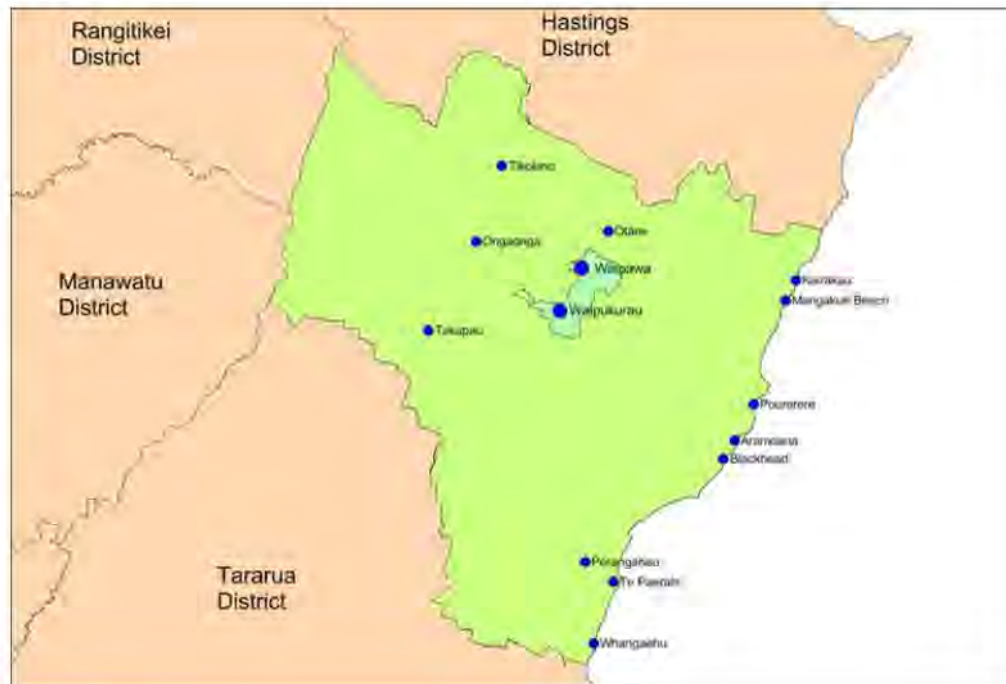 Rangitikei
District
Hastings
District
Tikokino
Otāne
Ongaonga
Waipawa
Kairakau
Mangakuri Beach
Manawatu
District
Waipukurau
Takapau
Pourerere
Aramoana
Blackhead
Porangahau
Te Paerahi
Tararua
District
Whangaehu